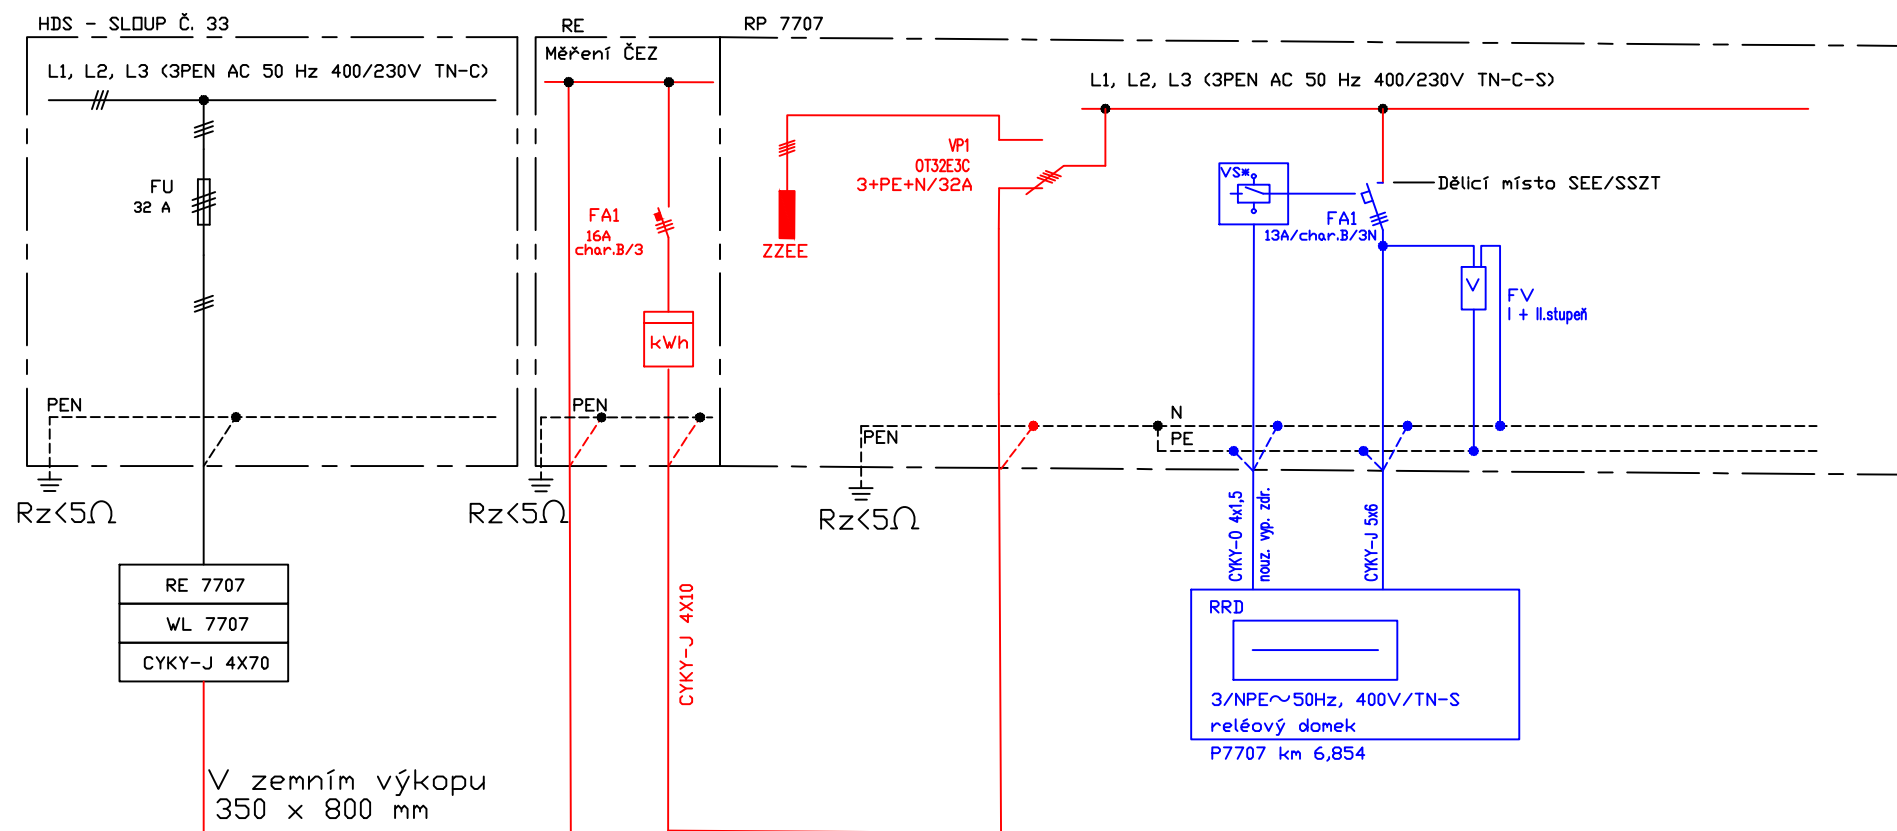 HDS - SLOUP Č. 33
L1, L2, L3 (3PEN AC 50 Hz 400/230V TN-C)
FU
32 A
PEN
Rz<5Ω
RE 7707
WL 7707
CYKY-J 4X70
V zemním výkopu
350 x 800 mm
RE
Měření ČEZ
FA1
16A
char.B/3
kWh
PEN
Rz<5Ω
CYKY-J 4X10
RP 7707
L1, L2, L3 (3PEN AC 50 Hz 400/230V TN-C-S)
VP1
OT32E3C
3+PE+N/32A
ZZEE
VS*
Dělicí místo SEE/SSZT
FA1
13A/char.B/3N
V
FV
I + II.stupeň
N
PE
PEN
Rz<5Ω
CYKY-O 4x1,5
nouz. vyp. zdr.
CYKY-J 5x6
RRD
3/NPE~50Hz, 400V/TN-S
reléový domek
P7707 km 6,854